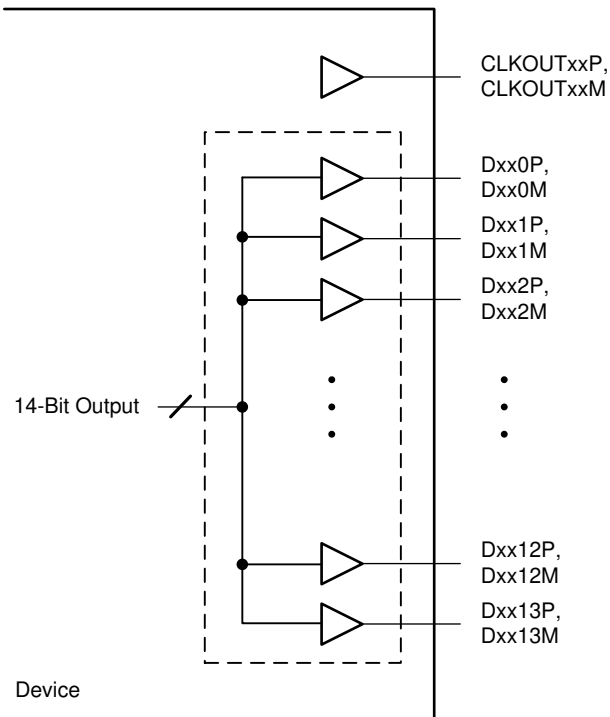 CLKOUTxxP,
CLKOUTxxM
Dxx0P,
Dxx0M
Dxx1P,
Dxx1M
Dxx2P,
Dxx2M
14-Bit Output
Dxx12P,
Dxx12M
Dxx13P,
Dxx13M
Device